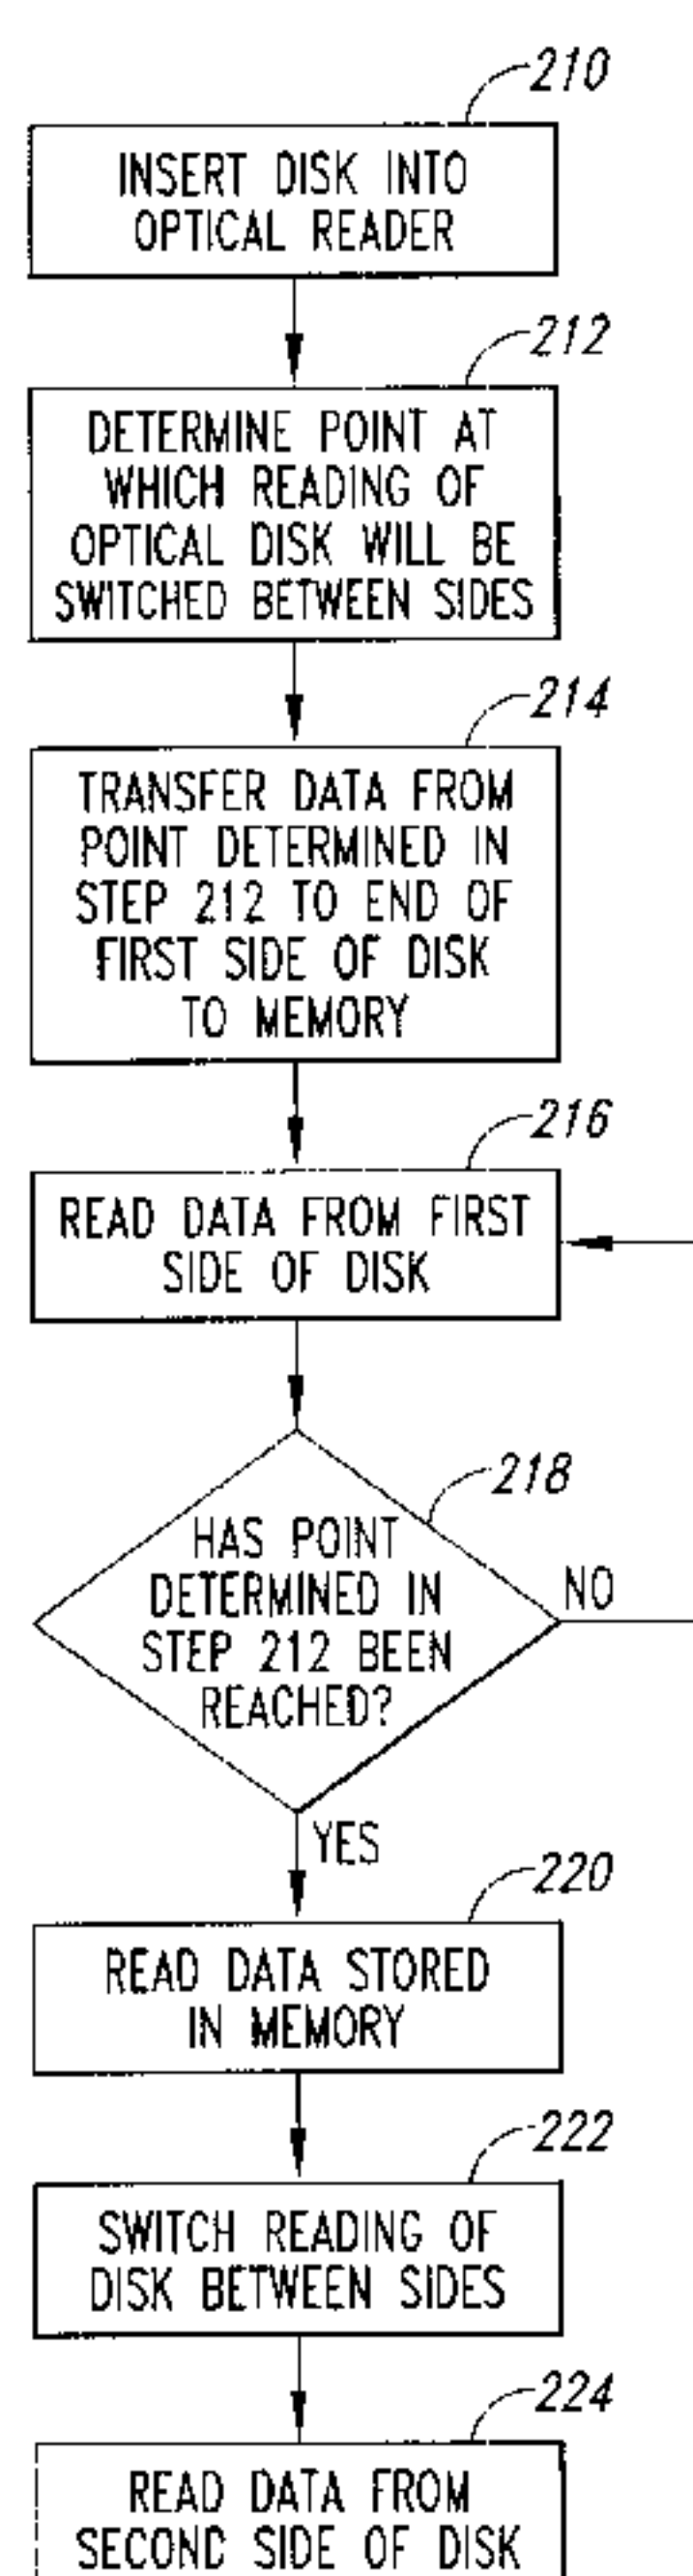 210
INSERT DISK INTO
OPTICAL READER
212
DETERMINE POINT AT
WHICH READING OF
OPTICAL DISK WILL BE
SWITCHED BETWEEN SIDES
214
TRANSFER DATA FROM
POINT DETERMINED IN
STEP 212 TO END OF
FIRST SIDE OF DISK
TO MEMORY
216
READ DATA FROM FIRST
SIDE OF DISK
218
HAS POINT
DETERMINED IN
STEP 212 BEEN
REACHED?
NO
YES
220
READ DATA STORED
IN MEMORY
222
SWITCH READING OF
DISK BETWEEN SIDES
224
READ DATA FROM
SECOND SIDE OF DISK